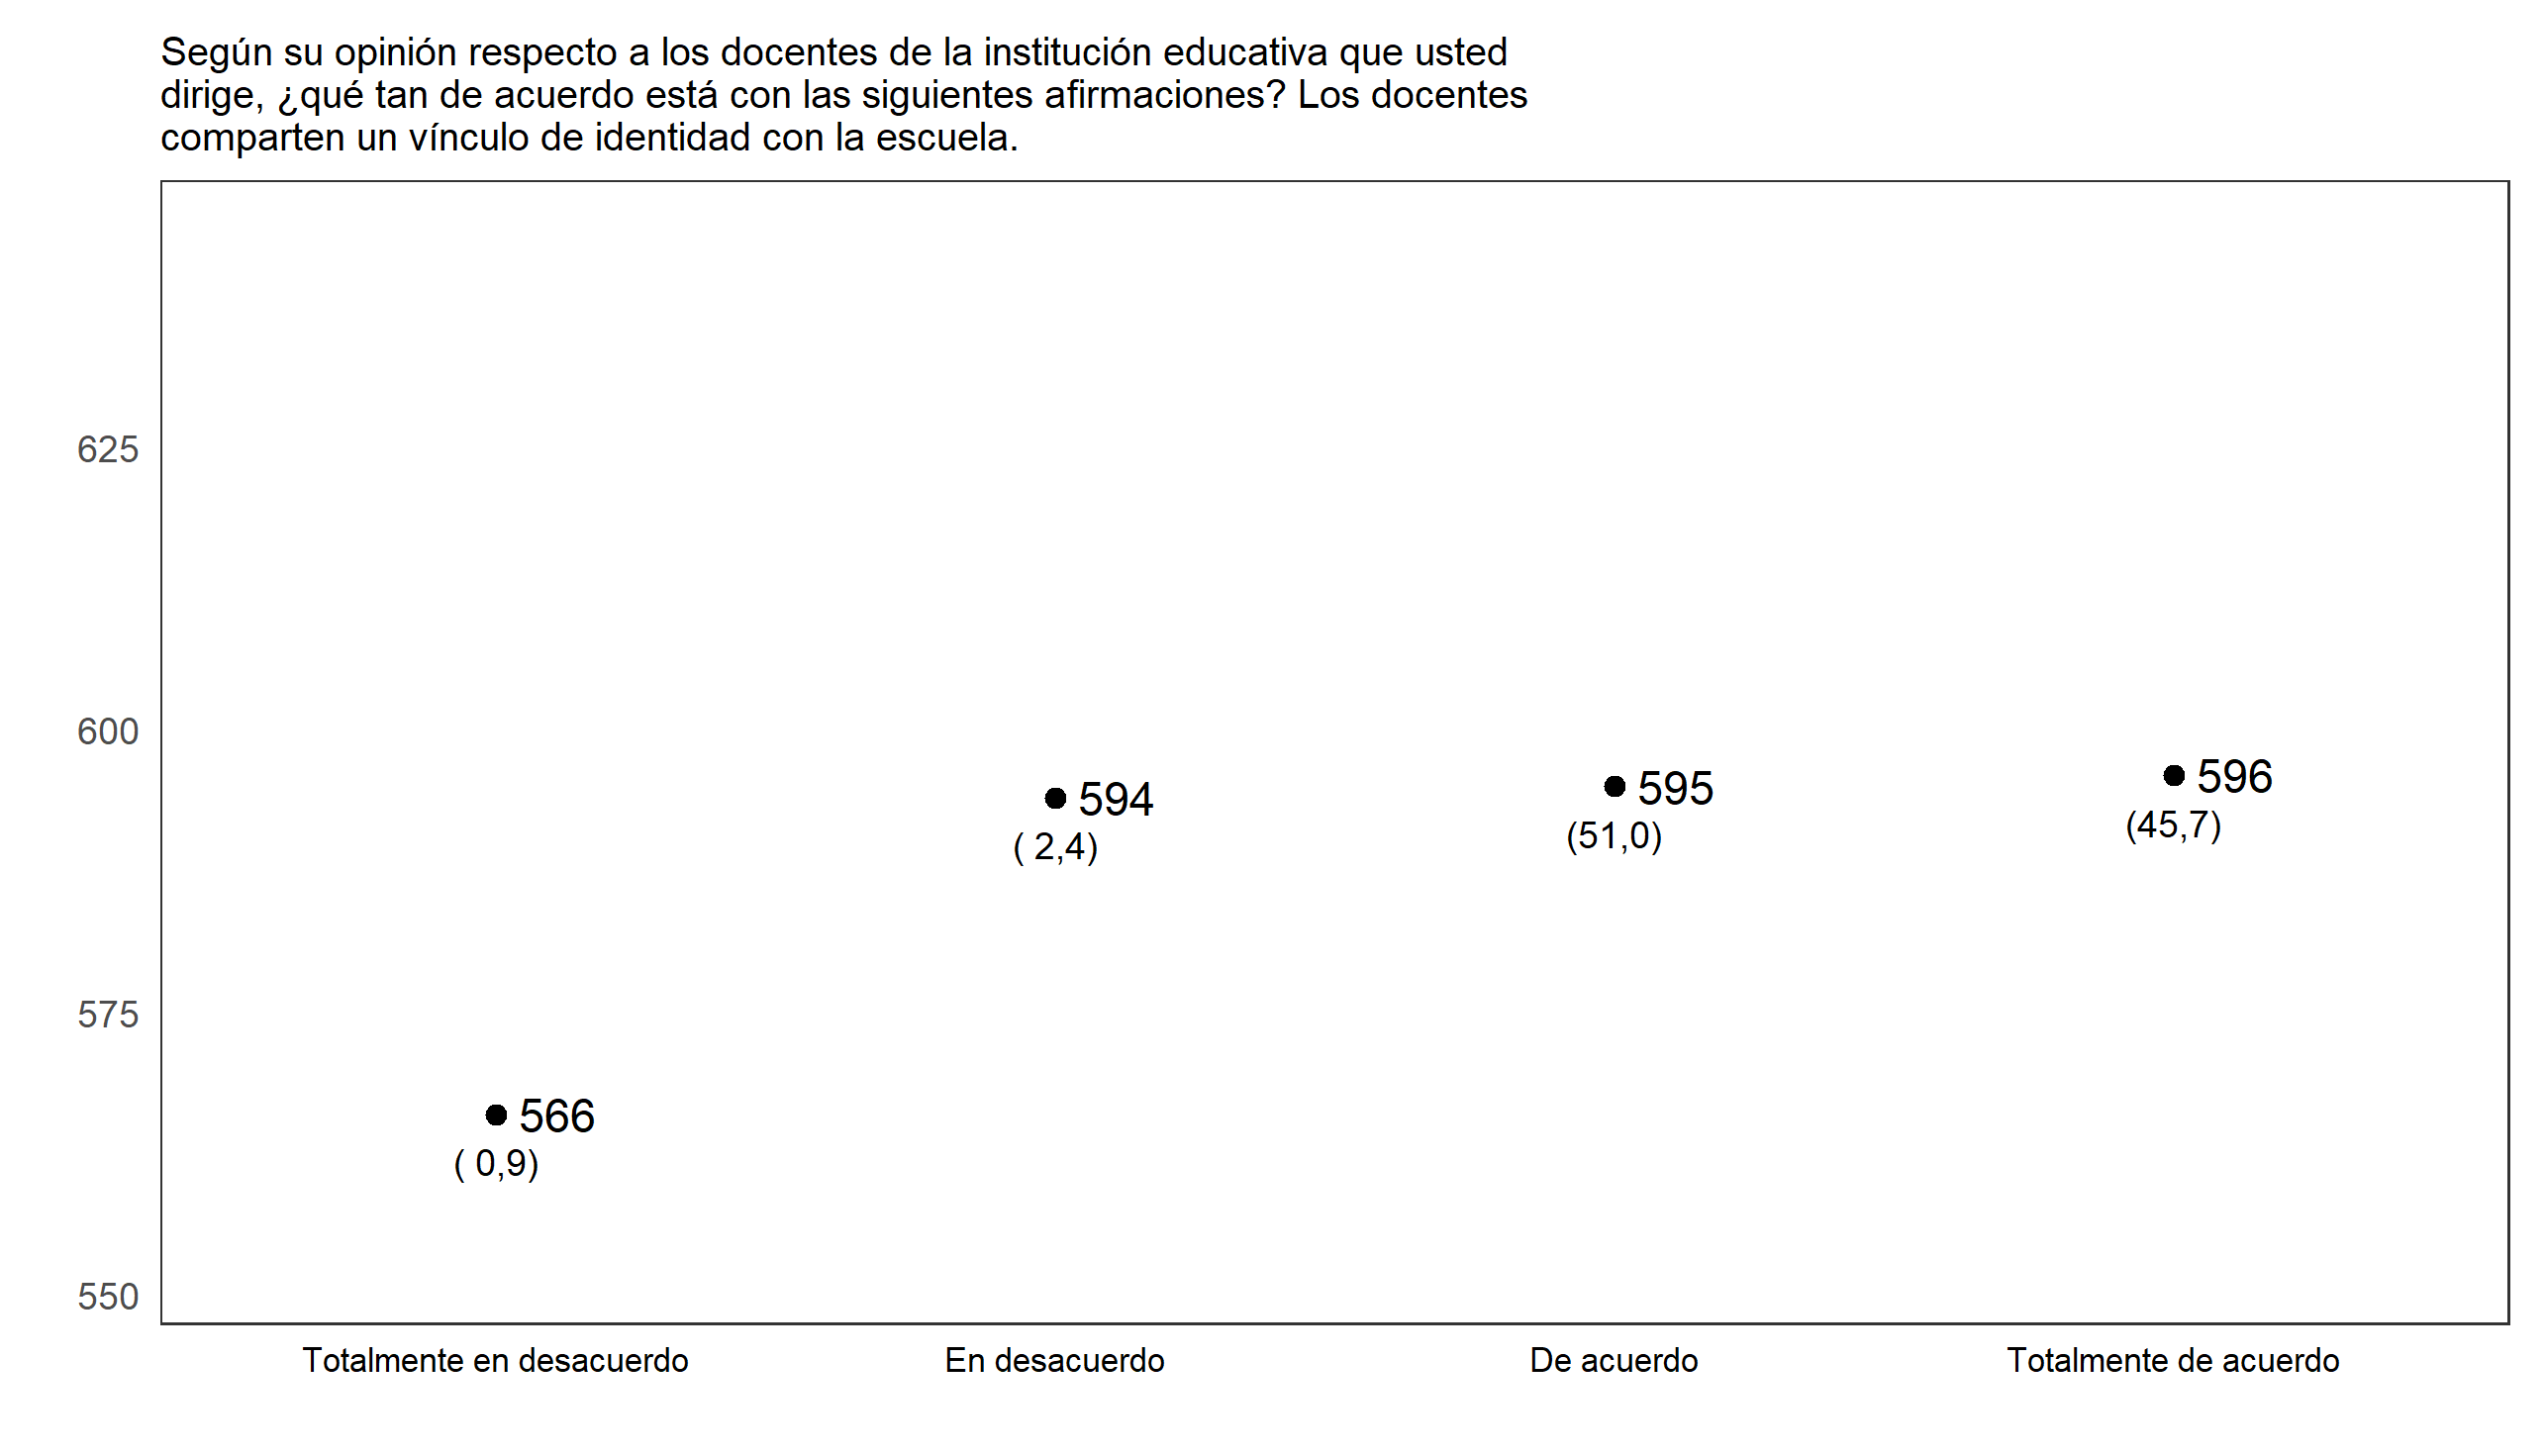 Según su opinión respecto a los docentes de la institución educativa que usted
dirige, ¿qué tan de acuerdo está con las siguientes afirmaciones? Los docentes
comparten un vínculo de identidad con la escuela.
625
600
575
550
566
( 0,9)
594
( 2,4)
595
(51,0)
596
(45,7)
Totalmente en desacuerdo
En desacuerdo
De acuerdo
Totalmente de acuerdo